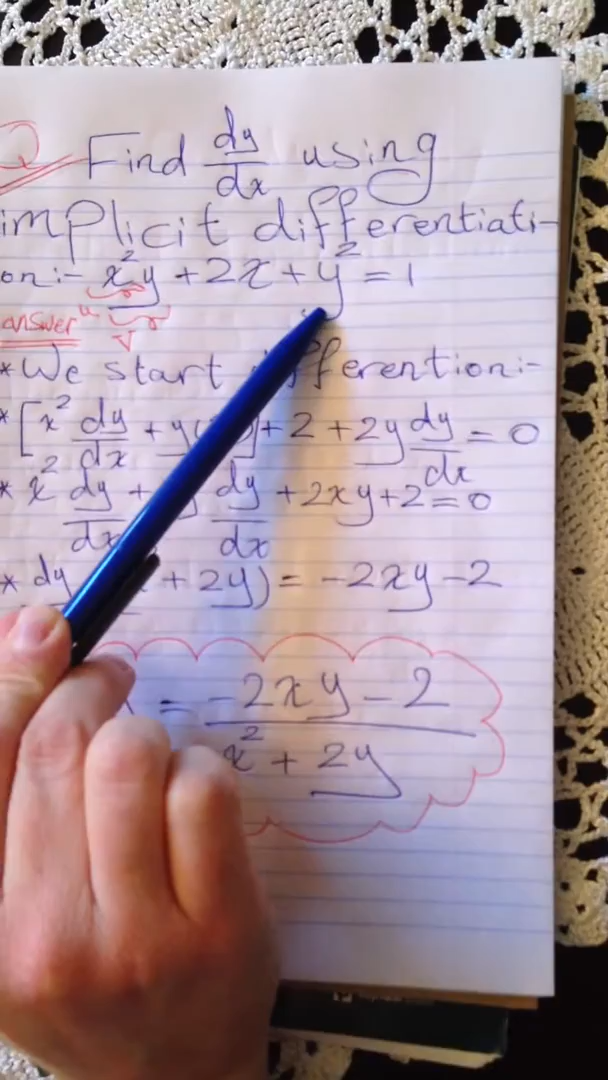 Q Find dy/dx using
implicit differentiati-
on:- x²y + 2x + y² = 1
answer u v
*We start differention:-
*[x² dy/dx + y ] + 2 + 2y dy/dx = 0
* x² dy/dx + dy/dx + 2xy + 2 = 0
* dy + 2y) = -2xy - 2
= -2xy - 2 / x² + 2y